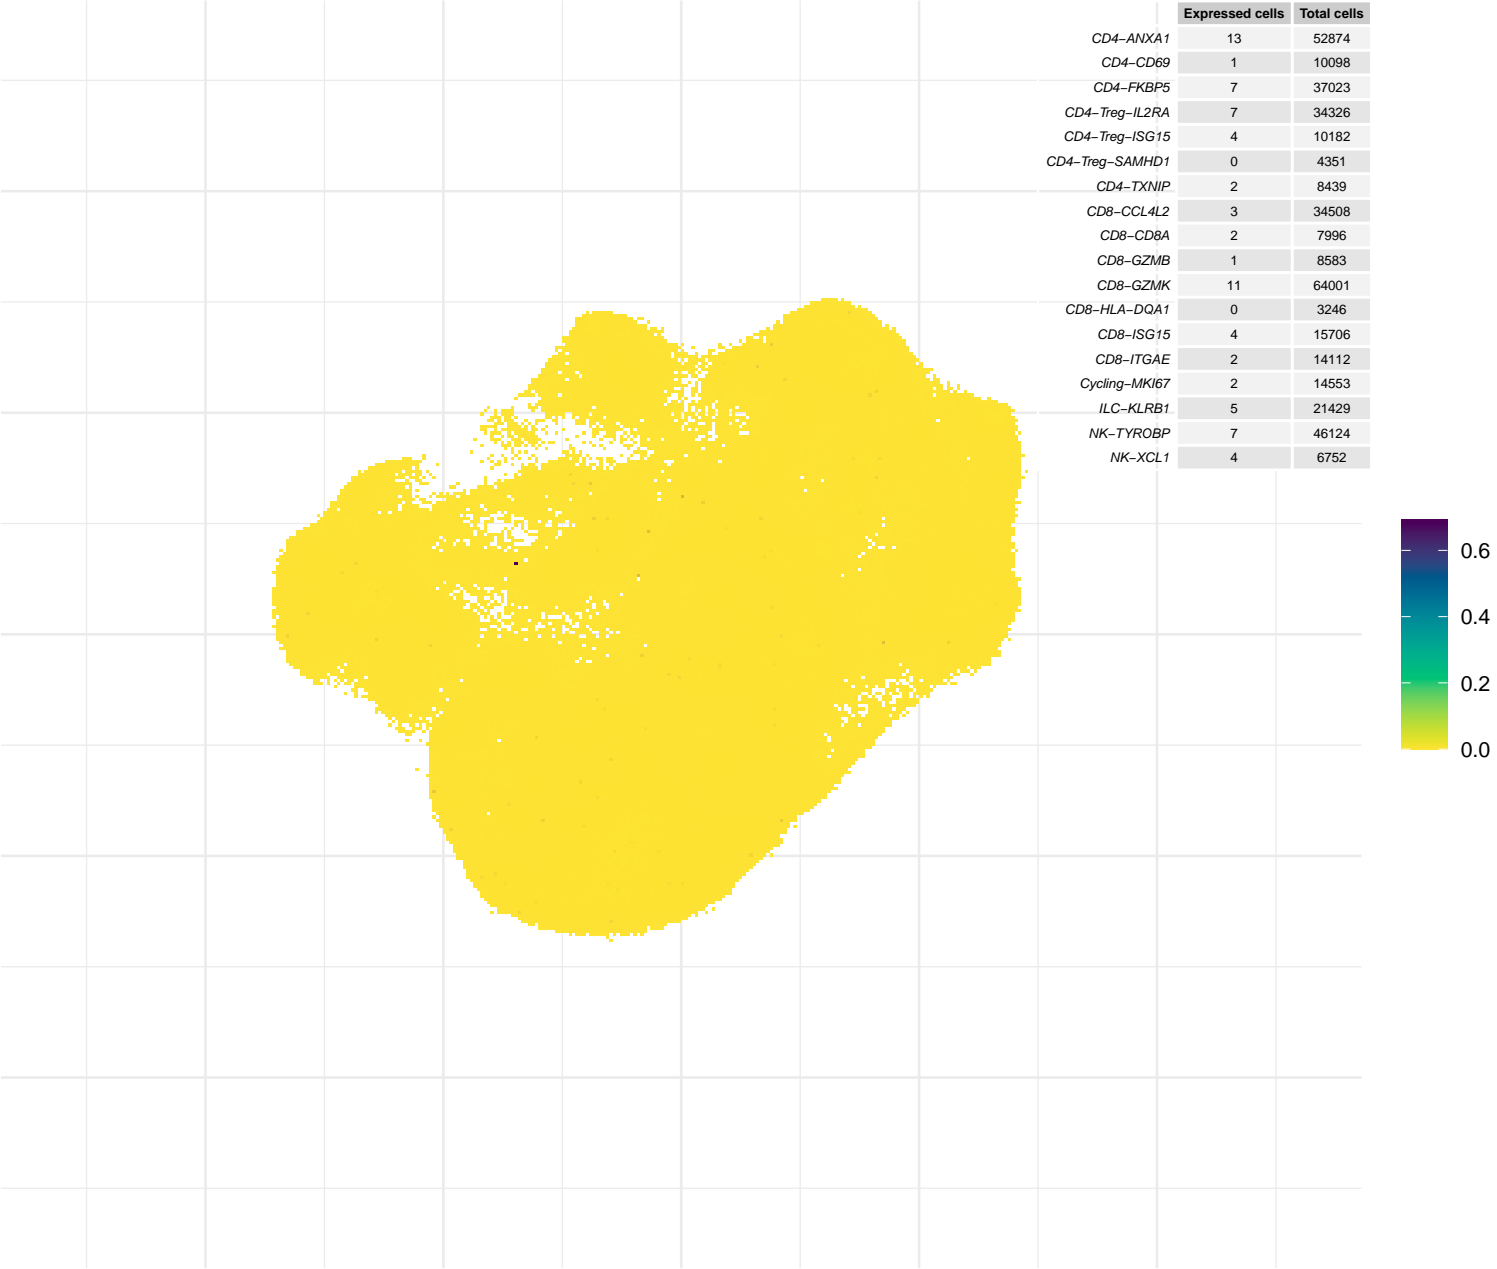 Expressed cells Total cells
CD4−ANXA1 13 52874
CD4−CD69 1 10098
CD4−FKBP5 7 37023
CD4−Treg−IL2RA 7 34326
CD4−Treg−ISG15 4 10182
CD4−Treg−SAMHD1 0 4351
CD4−TXNIP 2 8439
CD8−CCL4L2 3 34508
CD8−CD8A 2 7996
CD8−GZMB 1 8583
CD8−GZMK 11 64001
CD8−HLA−DQA1 0 3246
CD8−ISG15 4 15706
CD8−ITGAE 2 14112
Cycling−MKI67 2 14553
ILC−KLRB1 5 21429
NK−TYROBP 7 46124
NK−XCL1 4 6752
0.6
0.4
0.2
0.0